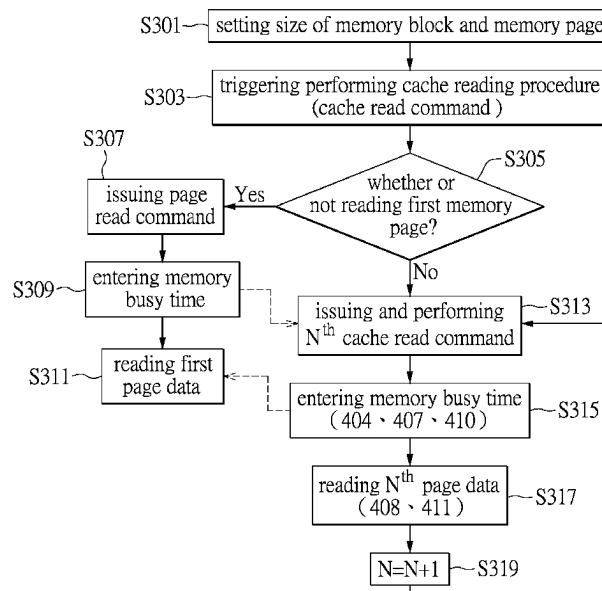 S301
setting size of memory block and memory page
S303
triggering performing cache reading procedure
(cache read command)
S305
whether or
not reading first memory
page?
Yes
No
S307
issuing page
read command
S309
entering memory
busy time
S311
reading first
page data
S313
issuing and performing
Nth cache read command
S315
entering memory busy time
(404、407、410)
S317
reading Nth page data
(408、411)
S319
N=N+1